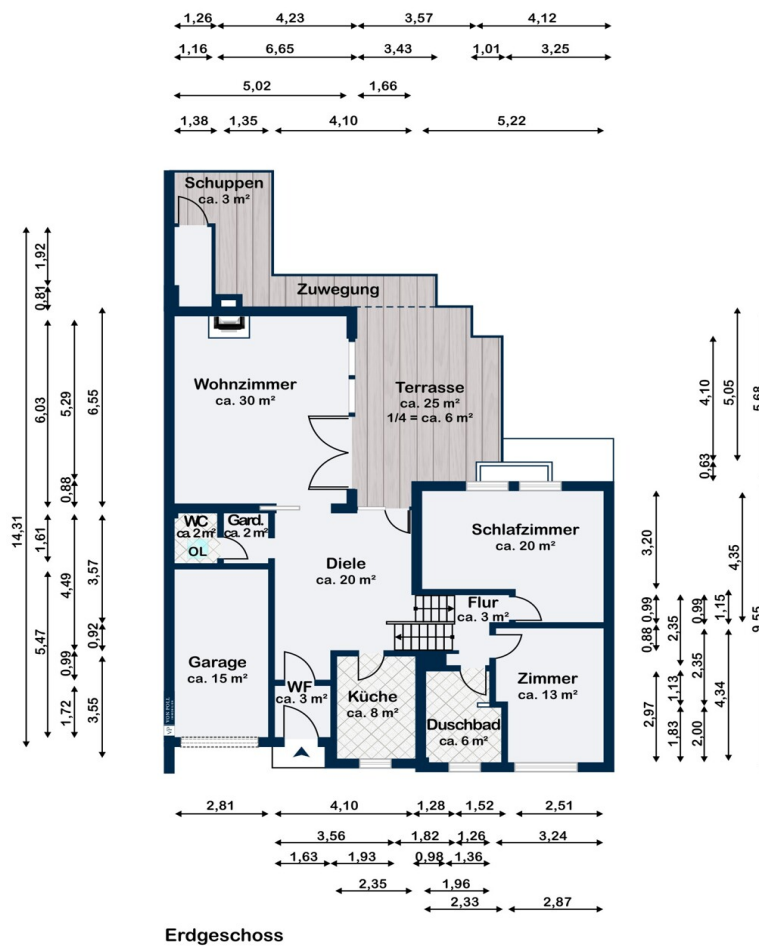 1,26 4,23 3,57 4,12
1,16 6,65 3,43 1,01 3,25
5,02 1,66
1,38 1,35 4,10 5,22
Schuppen
ca. 3 m²
Zuwegung
Wohnzimmer
ca. 30 m²
Terrasse
ca. 25 m²
1/4 = ca. 6 m²
WC
ca 2 m²
OL
Gard.
ca. 2 m²
Diele
ca. 20 m²
Schlafzimmer
ca. 20 m²
Flur
ca. 3 m²
Garage
ca. 15 m²
WF
ca. 3 m²
Küche
ca. 8 m²
Duschbad
ca. 6 m²
Zimmer
ca. 13 m²
14,31
1,92
0,81
6,03
1,61
5,47
5,29
0,88
4,49
0,99
1,72
6,55
3,57
0,92
3,55
3,20
0,99
0,88
2,97
2,35
1,13
1,83
4,10
0,63
0,99
2,35
2,00
5,05
4,35
1,15
4,34
5,68
9,55
2,81 4,10 1,28 1,52 2,51
3,56 1,82 1,26 3,24
1,63 1,93 0,98 1,36
2,35 1,96
2,33 2,87
Erdgeschoss